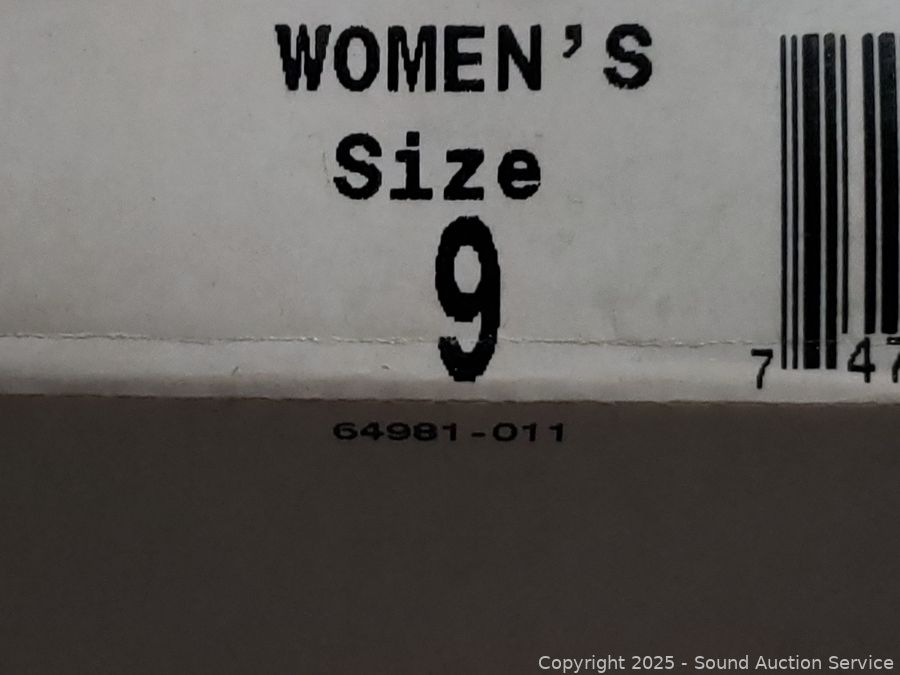 WOMEN'S
Size
9
7 47
64981-011
Copyright 2025 - Sound Auction Service